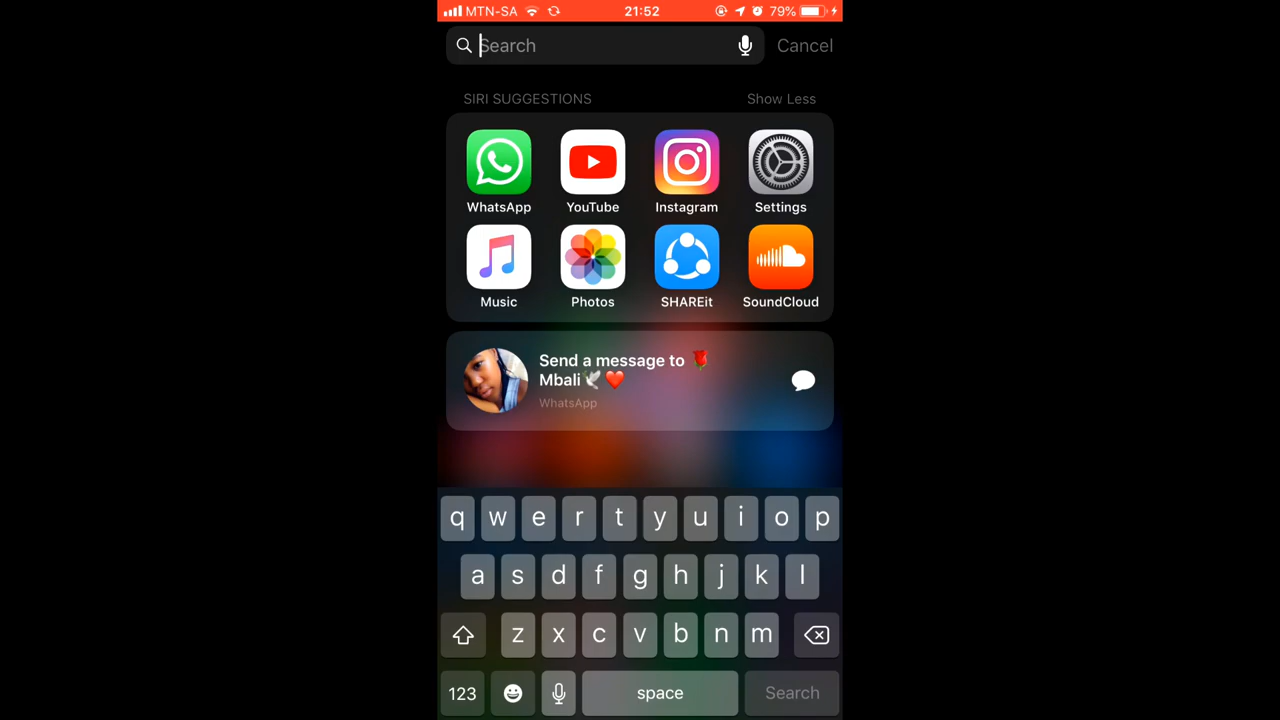 MTN-SA 21:52 79%
Search Cancel
SIRI SUGGESTIONS Show Less
WhatsApp YouTube Instagram Settings
Music Photos SHAREit SoundCloud
Send a message to 🌹
Mbali🕊❤️
WhatsApp
q w e r t y u i o p
a s d f g h j k l
z x c v b n m
123 space Search